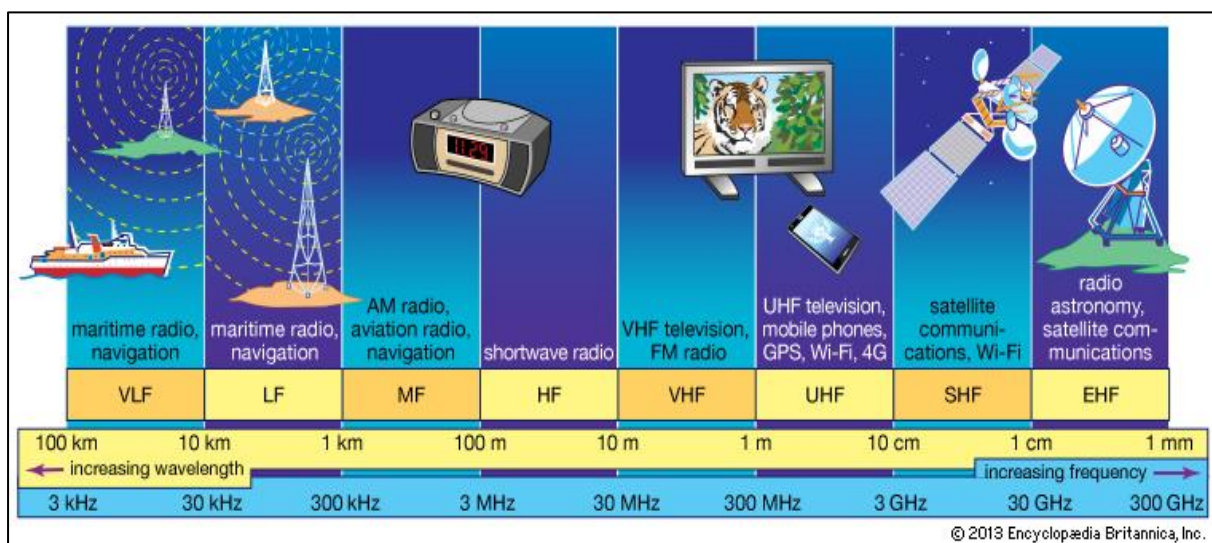 11:29
maritime radio,
navigation
maritime radio,
navigation
AM radio,
aviation radio,
navigation
shortwave radio
VHF television,
FM radio
UHF television,
mobile phones,
GPS, Wi-Fi, 4G
satellite
communi-
cations, Wi-Fi
radio
astronomy,
satellite com-
munications
VLF LF MF HF VHF UHF SHF EHF
100 km 10 km 1 km 100 m 10 m 1 m 10 cm 1 cm 1 mm
increasing wavelength increasing frequency
3 kHz 30 kHz 300 kHz 3 MHz 30 MHz 300 MHz 3 GHz 30 GHz 300 GHz
© 2013 Encyclopædia Britannica, Inc.